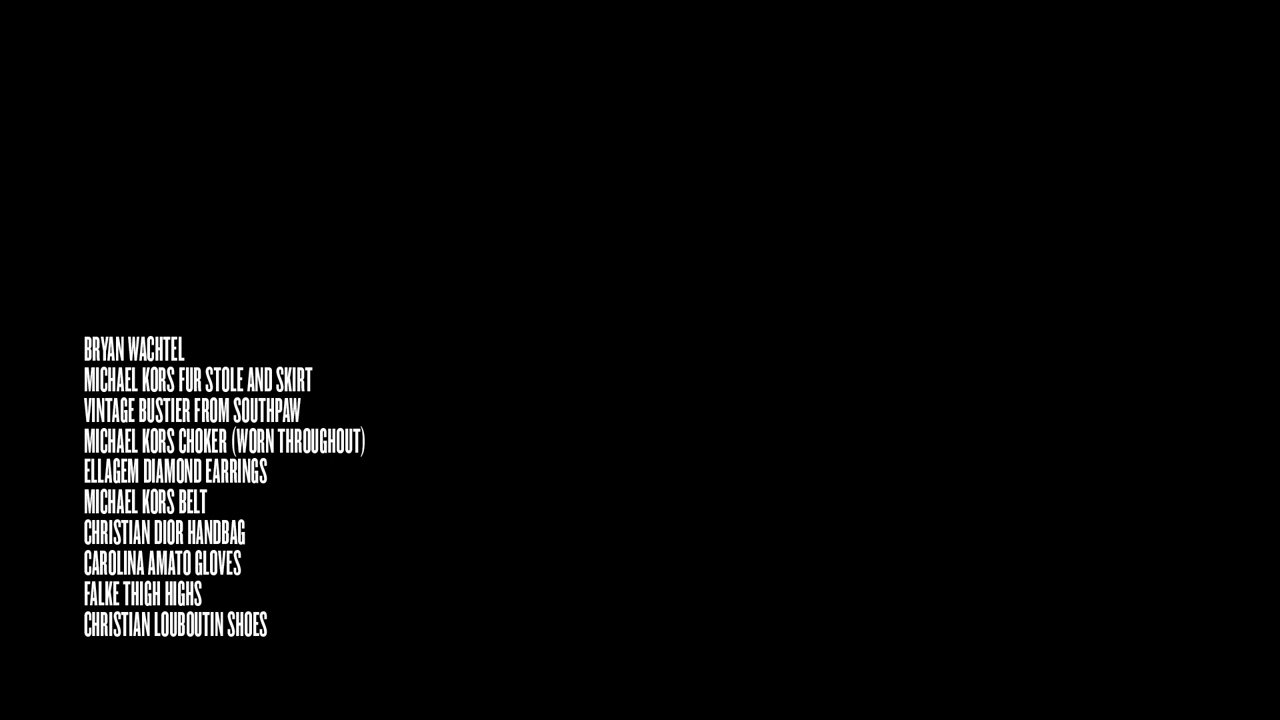 BRYAN WACHTEL
MICHAEL KORS FUR STOLE AND SKIRT
VINTAGE BUSTIER FROM SOUTHPAW
MICHAEL KORS CHOKER (WORN THROUGHOUT)
ELLAGEM DIAMOND EARRINGS
MICHAEL KORS BELT
CHRISTIAN DIOR HANDBAG
CAROLINA AMATO GLOVES
FALKE THIGH HIGHS
CHRISTIAN LOUBOUTIN SHOES